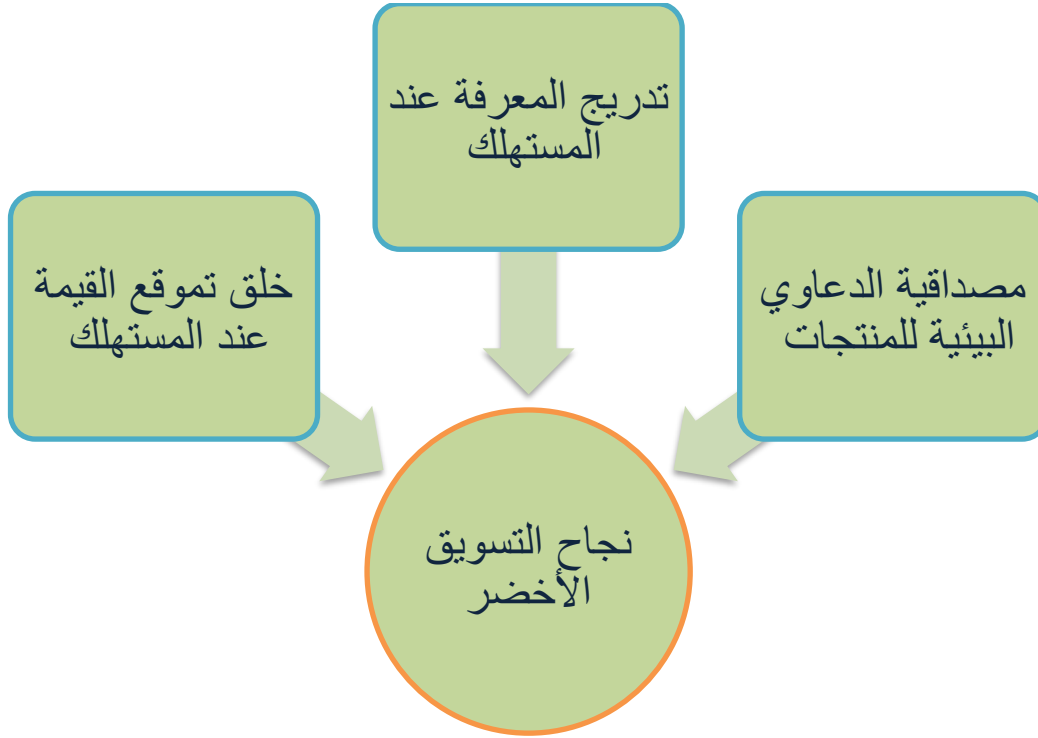 تدريج المعرفة عند
المستهلك
مصداقية الدعاوي
البيئية للمنتجات
خلق تموقع القيمة
عند المستهلك
نجاح التسويق
الأخضر